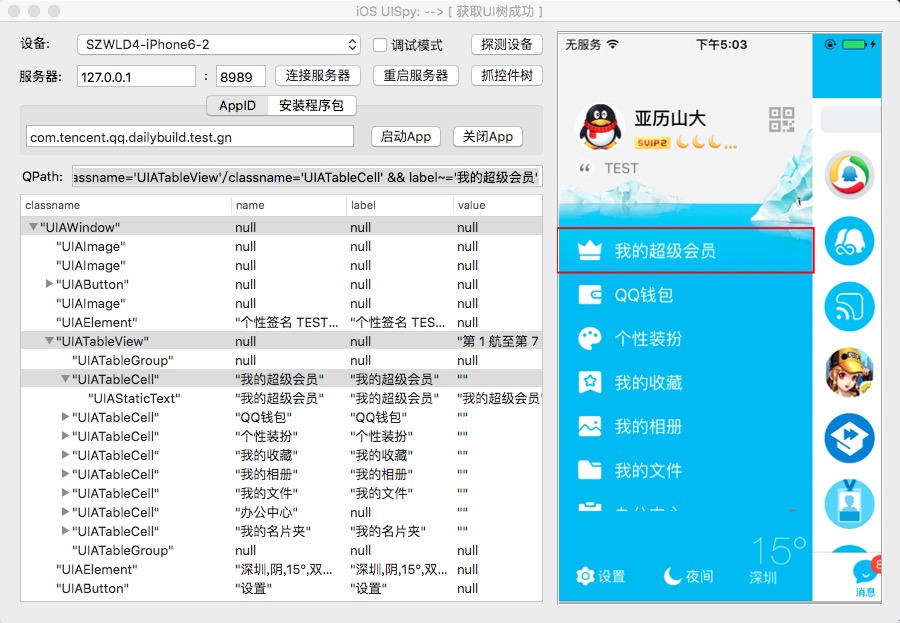 iOS UISpy: --> [ 获取UI树成功 ]
设备: SZWLD4-iPhone6-2 调试模式 探测设备
服务器: 127.0.0.1 : 8989 连接服务器 重启服务器 抓控件树
AppID 安装程序包
com.tencent.qq.dailybuild.test.gn 启动App 关闭App
QPath: assname='UIATableView'/classname='UIATableCell' && label~='我的超级会员'
classname name label value
"UIAWindow" null null null
"UIAImage" null null null
"UIAImage" null null null
"UIAButton" null null null
"UIAImage" null null null
"UIAElement" "个性签名 TEST... "个性签名 TES... null
"UIATableView" null null "第 1 航至第 7
"UIATableGroup" null null null
"UIATableCell" "我的超级会员" "我的超级会员" ""
"UIAStaticText" "我的超级会员" "我的超级会员" "我的超级会员"
"UIATableCell" "QQ钱包" "QQ钱包" ""
"UIATableCell" "个性装扮" "个性装扮" ""
"UIATableCell" "我的收藏" "我的收藏" ""
"UIATableCell" "我的相册" "我的相册" ""
"UIATableCell" "我的文件" "我的文件" ""
"UIATableCell" "办公中心" null ""
"UIATableCell" "我的名片夹" "我的名片夹" ""
"UIATableGroup" null null null
"UIAElement" "深圳,阴,15°,双... "深圳,阴,15°,双... null
"UIAButton" "设置" "设置" null
无服务 下午5:03
亚历山大
SVIP2 ...
“ TEST
我的超级会员
QQ钱包
个性装扮
我的收藏
我的相册
我的文件
办公中心
15°
设置 夜间 深圳
8
消息